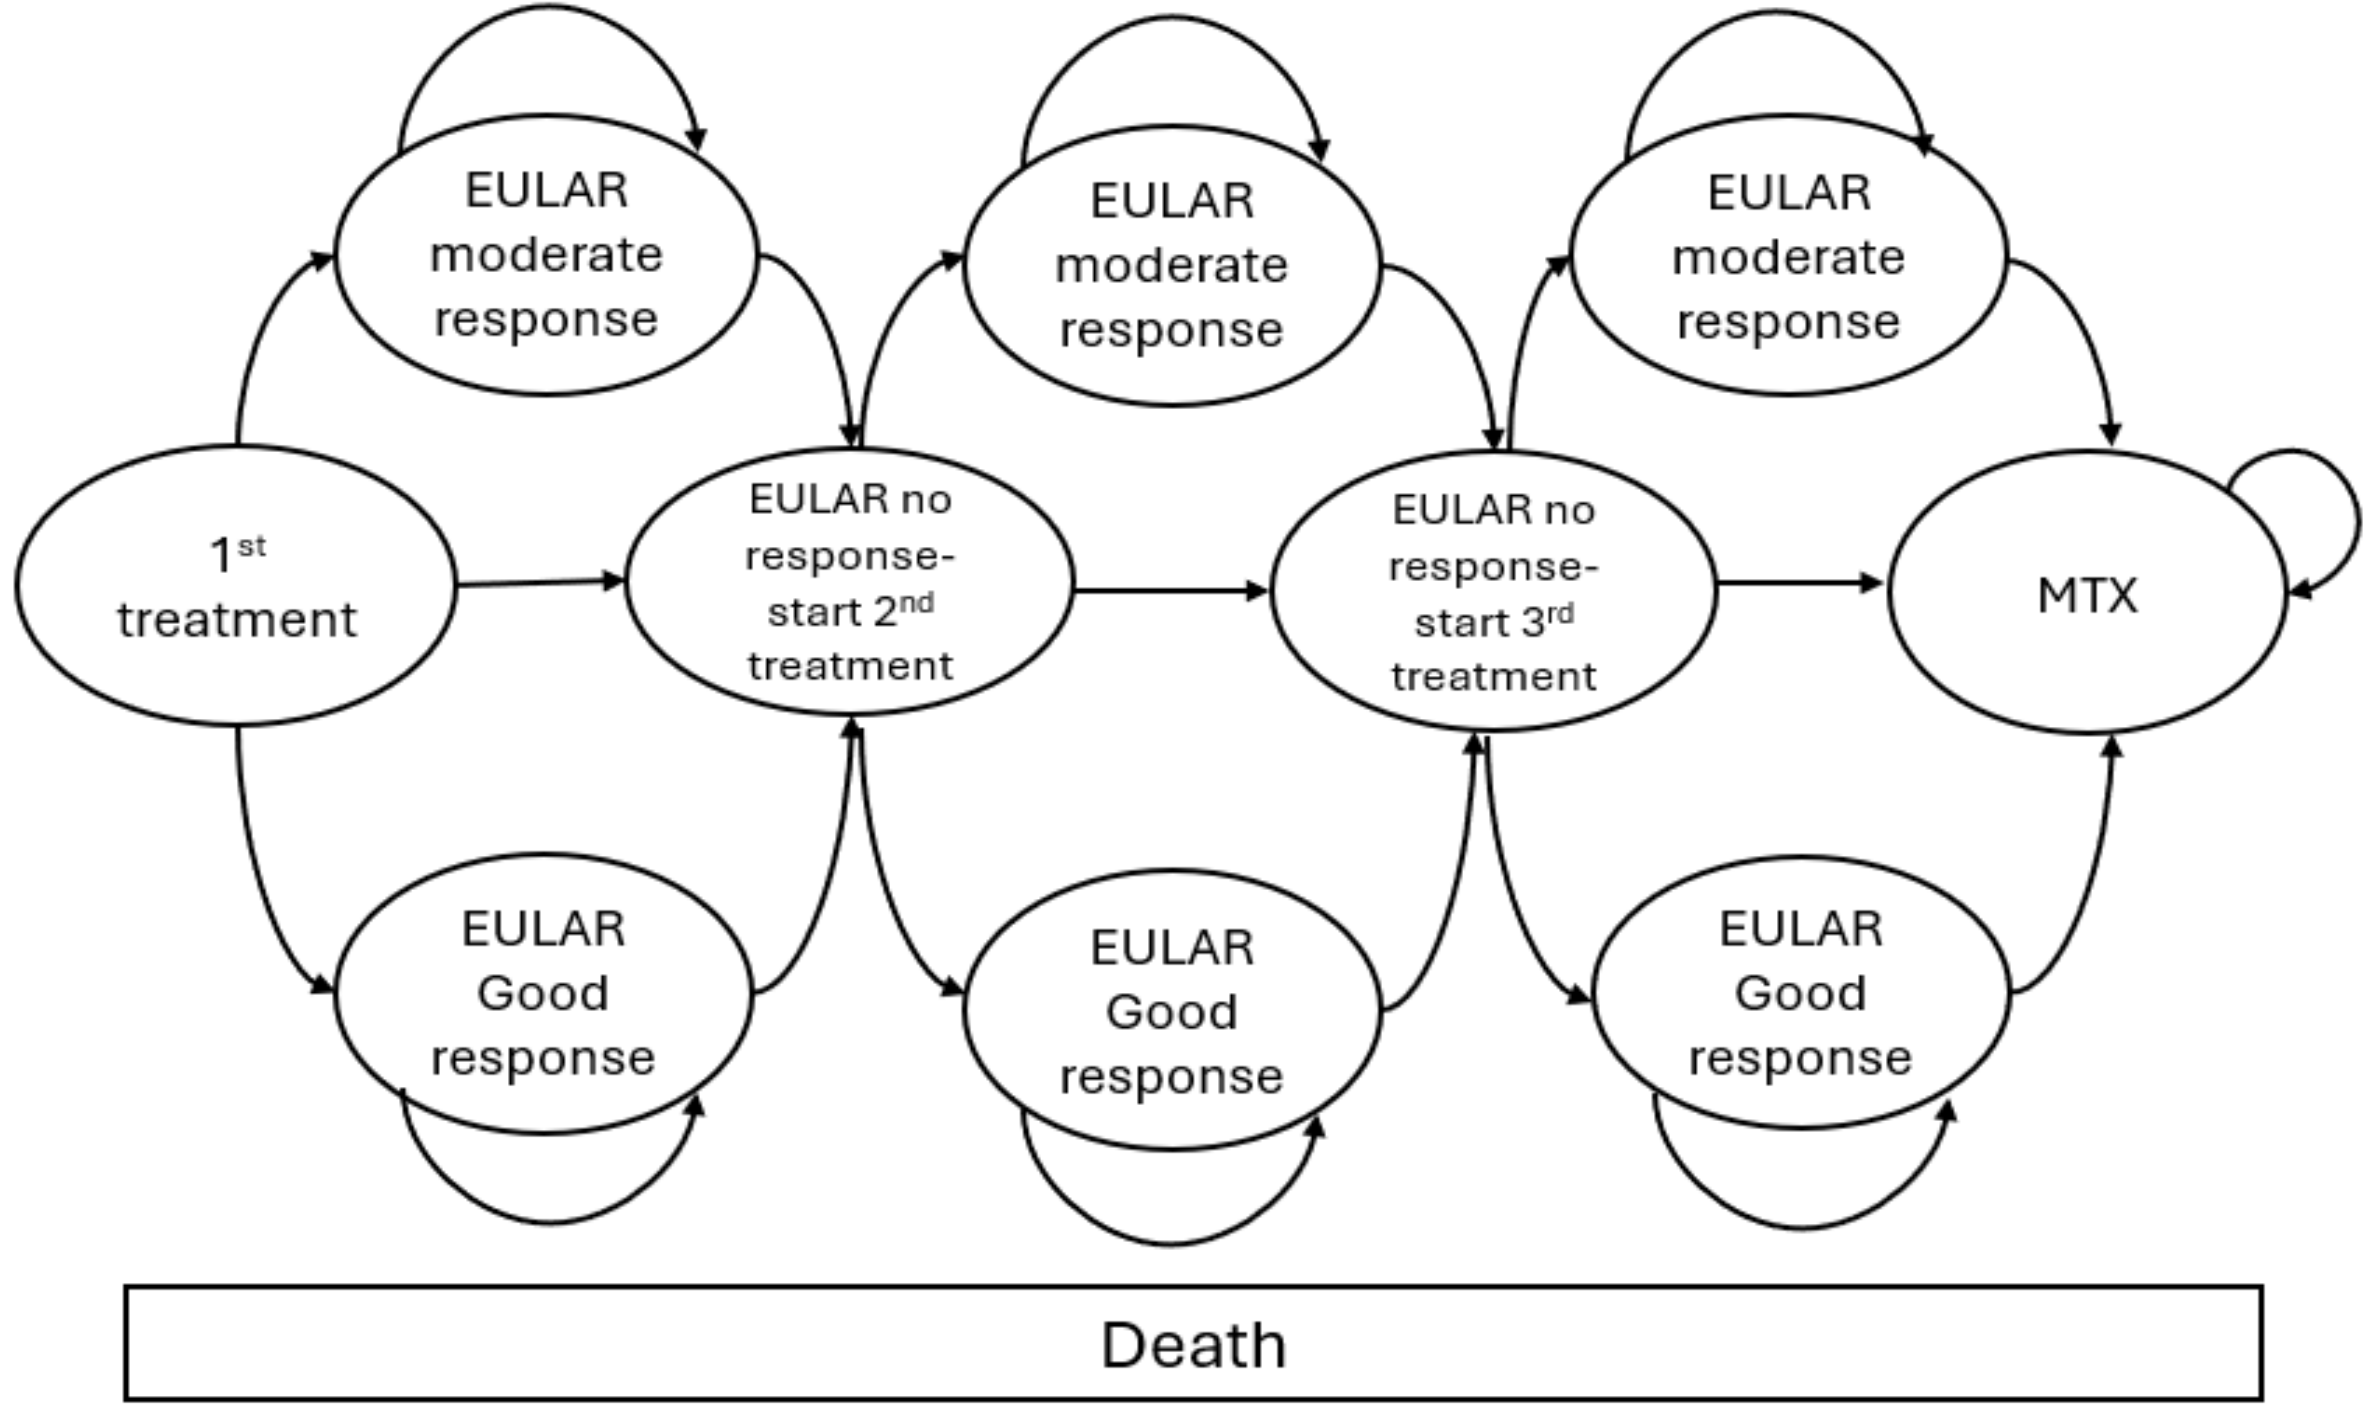 EULAR
moderate
response
EULAR
moderate
response
EULAR
moderate
response
1st
treatment
EULAR no
response-
start 2nd
treatment
EULAR no
response-
start 3rd
treatment
MTX
EULAR
Good
response
EULAR
Good
response
EULAR
Good
response
Death